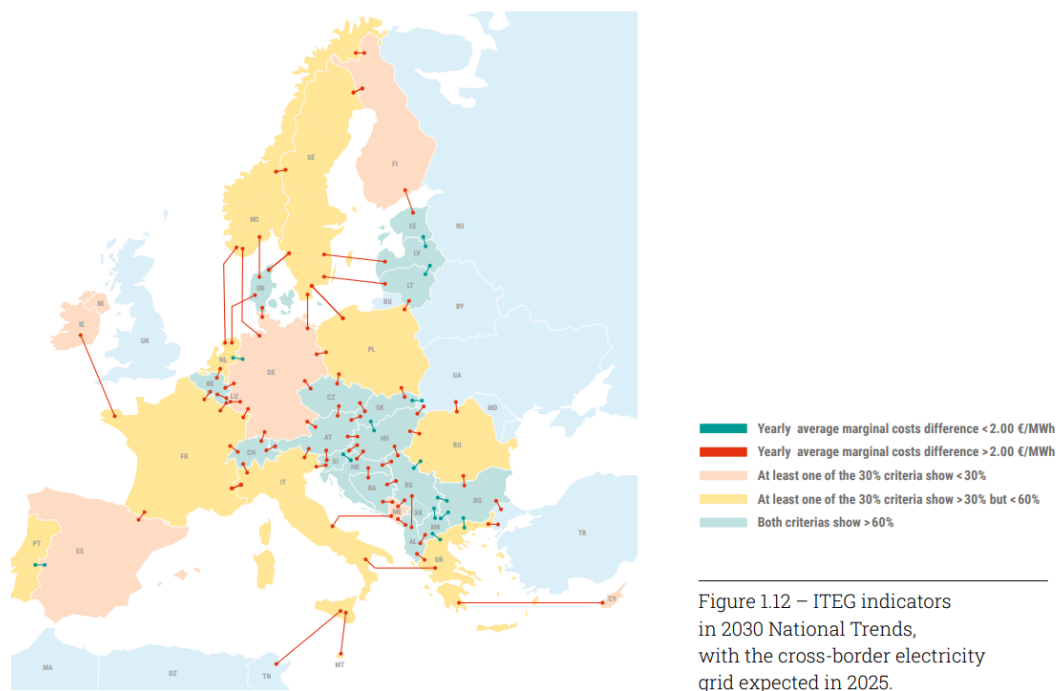 SE
FI
NO
EE
RU
LV
LT
DK
RU
BY
NI
IE
UK
NL
PL
DE
BE
LU
UA
CZ
SK
MD
FR
CH
AT
HU
RO
SI
HR
IT
BA
RS
BG
ME
XK
MK
AL
PT
ES
GR
TR
CY
MT
MA
DZ
TN
Yearly average marginal costs difference <2.00 €/MWh
Yearly average marginal costs difference >2.00 €/MWh
At least one of the 30% criteria show <30%
At least one of the 30% criteria show >30% but <60%
Both criterias show >60%
Figure 1.12 – ITEG indicators
in 2030 National Trends,
with the cross-border electricity
grid expected in 2025.